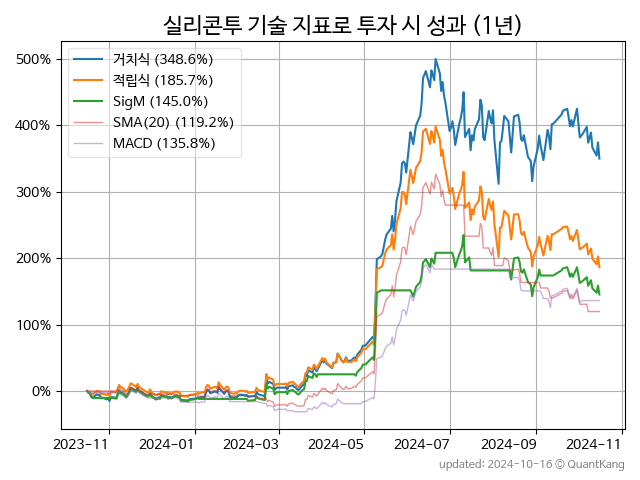 실리콘투 기술 지표로 투자 시 성과 (1년)
500%
400%
300%
200%
100%
0%
거치식 (348.6%)
적립식 (185.7%)
SigM (145.0%)
SMA(20) (119.2%)
MACD (135.8%)
2023-11
2024-01
2024-03
2024-05
2024-07
2024-09
2024-11
updated: 2024-10-16 © QuantKang